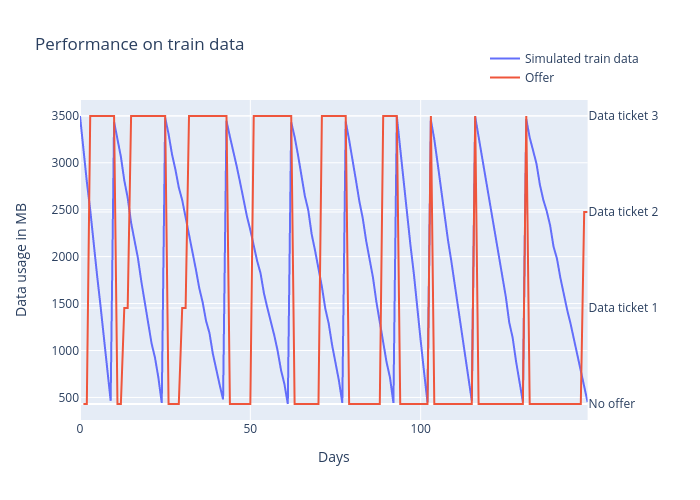 Performance on train data
Simulated train data
Offer
3500
3000
2500
2000
1500
1000
500
Data usage in MB
Data ticket 3
Data ticket 2
Data ticket 1
No offer
0
50
100
Days